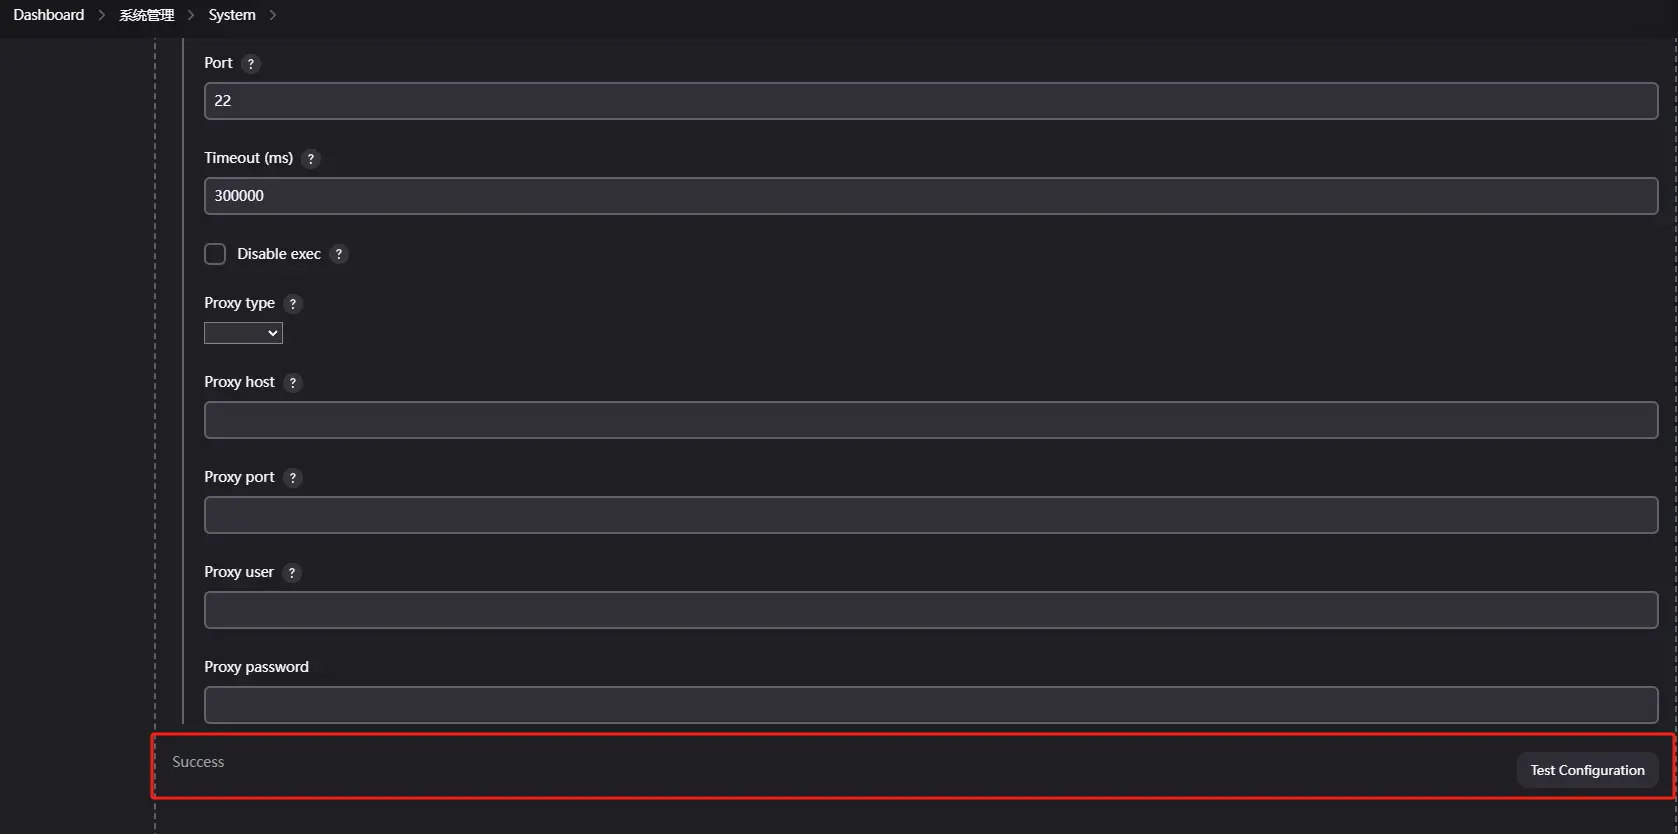 Dashboard > 系统管理 > System >
Port ?
22
Timeout (ms) ?
300000
Disable exec ?
Proxy type ?
Proxy host ?
Proxy port ?
Proxy user ?
Proxy password
Success
Test Configuration